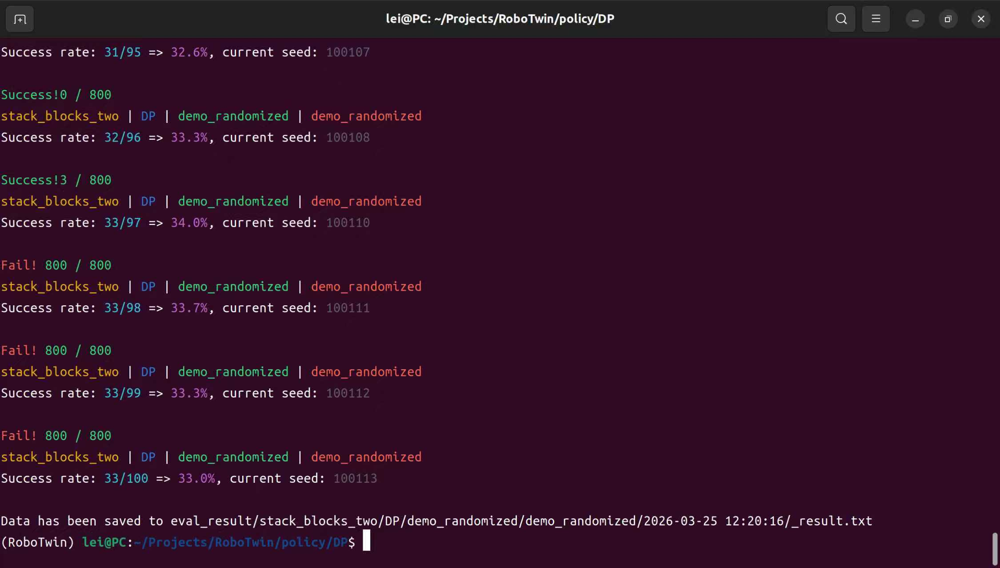 lei@PC: ~/Projects/RoboTwin/policy/DP
Success rate: 31/95 => 32.6%, current seed: 100107
Success!0 / 800
stack_blocks_two | DP | demo_randomized | demo_randomized
Success rate: 32/96 => 33.3%, current seed: 100108
Success!3 / 800
stack_blocks_two | DP | demo_randomized | demo_randomized
Success rate: 33/97 => 34.0%, current seed: 100110
Fail! 800 / 800
stack_blocks_two | DP | demo_randomized | demo_randomized
Success rate: 33/98 => 33.7%, current seed: 100111
Fail! 800 / 800
stack_blocks_two | DP | demo_randomized | demo_randomized
Success rate: 33/99 => 33.3%, current seed: 100112
Fail! 800 / 800
stack_blocks_two | DP | demo_randomized | demo_randomized
Success rate: 33/100 => 33.0%, current seed: 100113
Data has been saved to eval_result/stack_blocks_two/DP/demo_randomized/demo_randomized/2026-03-25 12:20:16/_result.txt
(RoboTwin) lei@PC:~/Projects/RoboTwin/policy/DP$